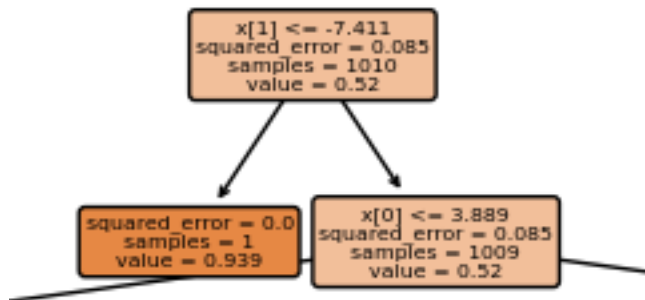 x[1] <= -7.411
squared_error = 0.085
samples = 1010
value = 0.52
squared_error = 0.0
samples = 1
value = 0.939
x[0] <= 3.889
squared_error = 0.085
samples = 1009
value = 0.52